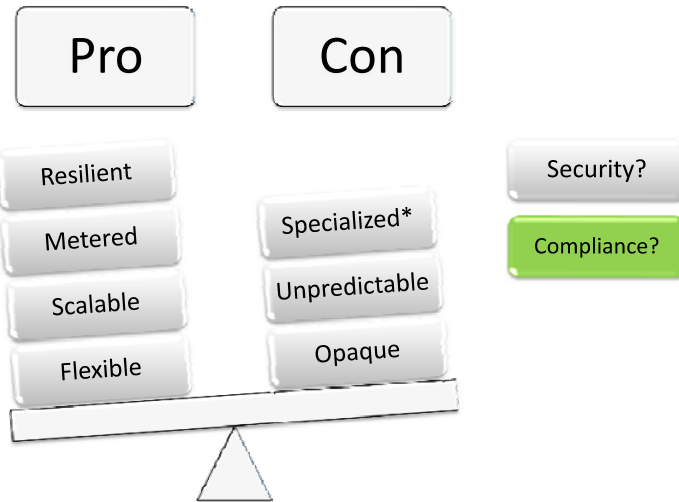 Pro
Con
Resilient
Metered
Scalable
Flexible
Specialized*
Unpredictable
Opaque
Security?
Compliance?